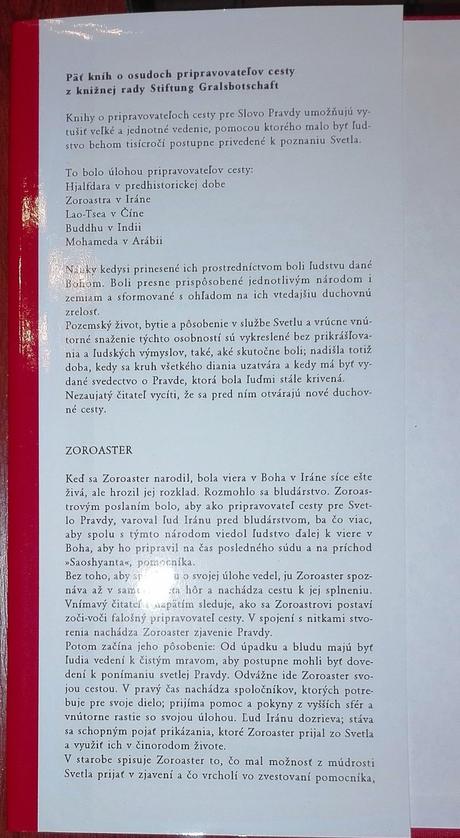 Päť kníh o osudoch pripravovateľov cesty
z knižnej rady Stiftung Gralsbotschaft
Knihy o pripravovateľoch cesty pre Slovo Pravdy umožňujú vy-
tušiť veľké a jednotné vedenie, pomocou ktorého malo byť ľud-
stvo behom tisícročí postupne privedené k poznaniu Svetla.
To bolo úlohou pripravovateľov cesty:
Hjalfdara v predhistorickej dobe
Zoroastra v Iráne
Lao-Tsea v Číne
Buddhu v Indii
Mohameda v Arábii
Náuky kedysi prinesené ich prostredníctvom boli ľudstvu dané
Bohom. Boli presne prispôsobené jednotlivým národom i
zemiam a sformované s ohľadom na ich vtedajšiu duchovnú
zrelosť.
Pozemský život, bytie a pôsobenie v službe Svetlu a vrúcne vnú-
torné snaženie týchto osobností sú vykreslené bez prikrášľova-
nia a ľudských výmyslov, také, aké skutočne boli; nadišla totiž
doba, kedy sa kruh všetkého diania uzatvára a kedy má byť vy-
dané svedectvo o Pravde, ktorá bola ľuďmi stále krivená.
Nezaujatý čitateľ vycíti, že sa pred ním otvárajú nové duchov-
né cesty.
ZOROASTER
Keď sa Zoroaster narodil, bola viera v Boha v Iráne síce ešte
živá, ale hrozil jej rozklad. Rozmohlo sa bludárstvo. Zoroas-
trovým poslaním bolo, aby ako pripravovateľ cesty pre Svet-
lo Pravdy, varoval ľud Iránu pred bludárstvom, ba čo viac,
aby spolu s týmto národom viedol ľudstvo ďalej k viere v
Boha, aby ho pripravil na čas posledného súdu a na príchod
»Saoshyanta«, pomocníka.
Bez toho, aby o svojej úlohe vedel, ju Zoroaster spoz-
náva až v hôr a nachádza cestu k jej splneniu.
Vnímavý čitateľ napätím sleduje, ako sa Zoroastrovi postaví
zoči-voči falošný pripravovateľ cesty. V spojení s nitkami stvo-
renia nachádza Zoroaster zjavenie Pravdy.
Potom začína jeho pôsobenie: Od úpadku a bludu majú byť
ľudia vedení k čistým mravom, aby postupne mohli byť dove-
dení k ponímaniu svetlej Pravdy. Odvážne ide Zoroaster svo-
jou cestou. V pravý čas nachádza spoločníkov, ktorých potre-
buje pre svoje dielo; prijíma pomoc a pokyny z vyšších sfér a
vnútorne rastie so svojou úlohou. Ľud Iránu dozrieva; stáva
sa schopným pojať prikázania, ktoré Zoroaster prijal zo Svetla
a využiť ich v činorodom živote.
V starobe spisuje Zoroaster to, čo mal možnosť z múdrosti
Svetla prijať v zjavení a čo vrcholí vo zvestovaní pomocníka,